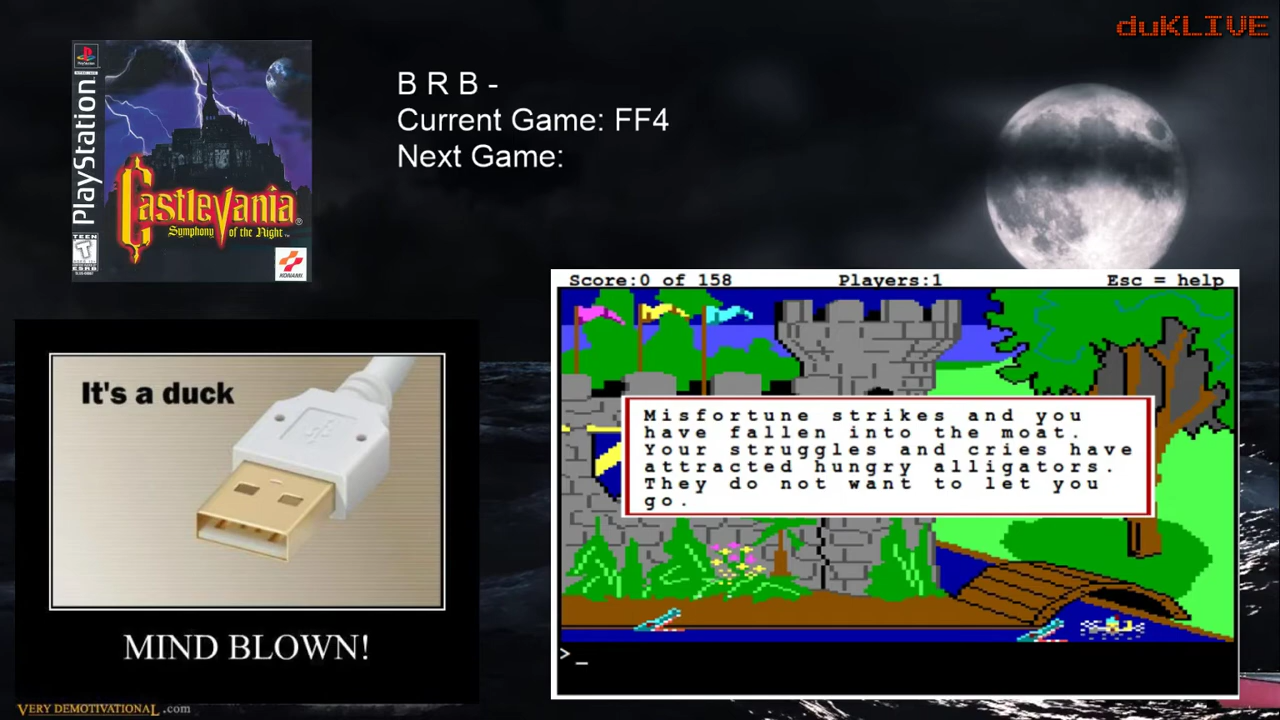 duKLIVE
PlayStation
Castlevania
Symphony of the Night
TEEN
T
ESRB
KONAMI
B R B -
Current Game: FF4
Next Game:
It's a duck
MIND BLOWN!
VERY DEMOTIVATIONAL .com
Score:0 of 158 Players:1 Esc = help
Misfortune strikes and you
have fallen into the moat.
Your struggles and cries have
attracted hungry alligators.
They do not want to let you
go.
>_